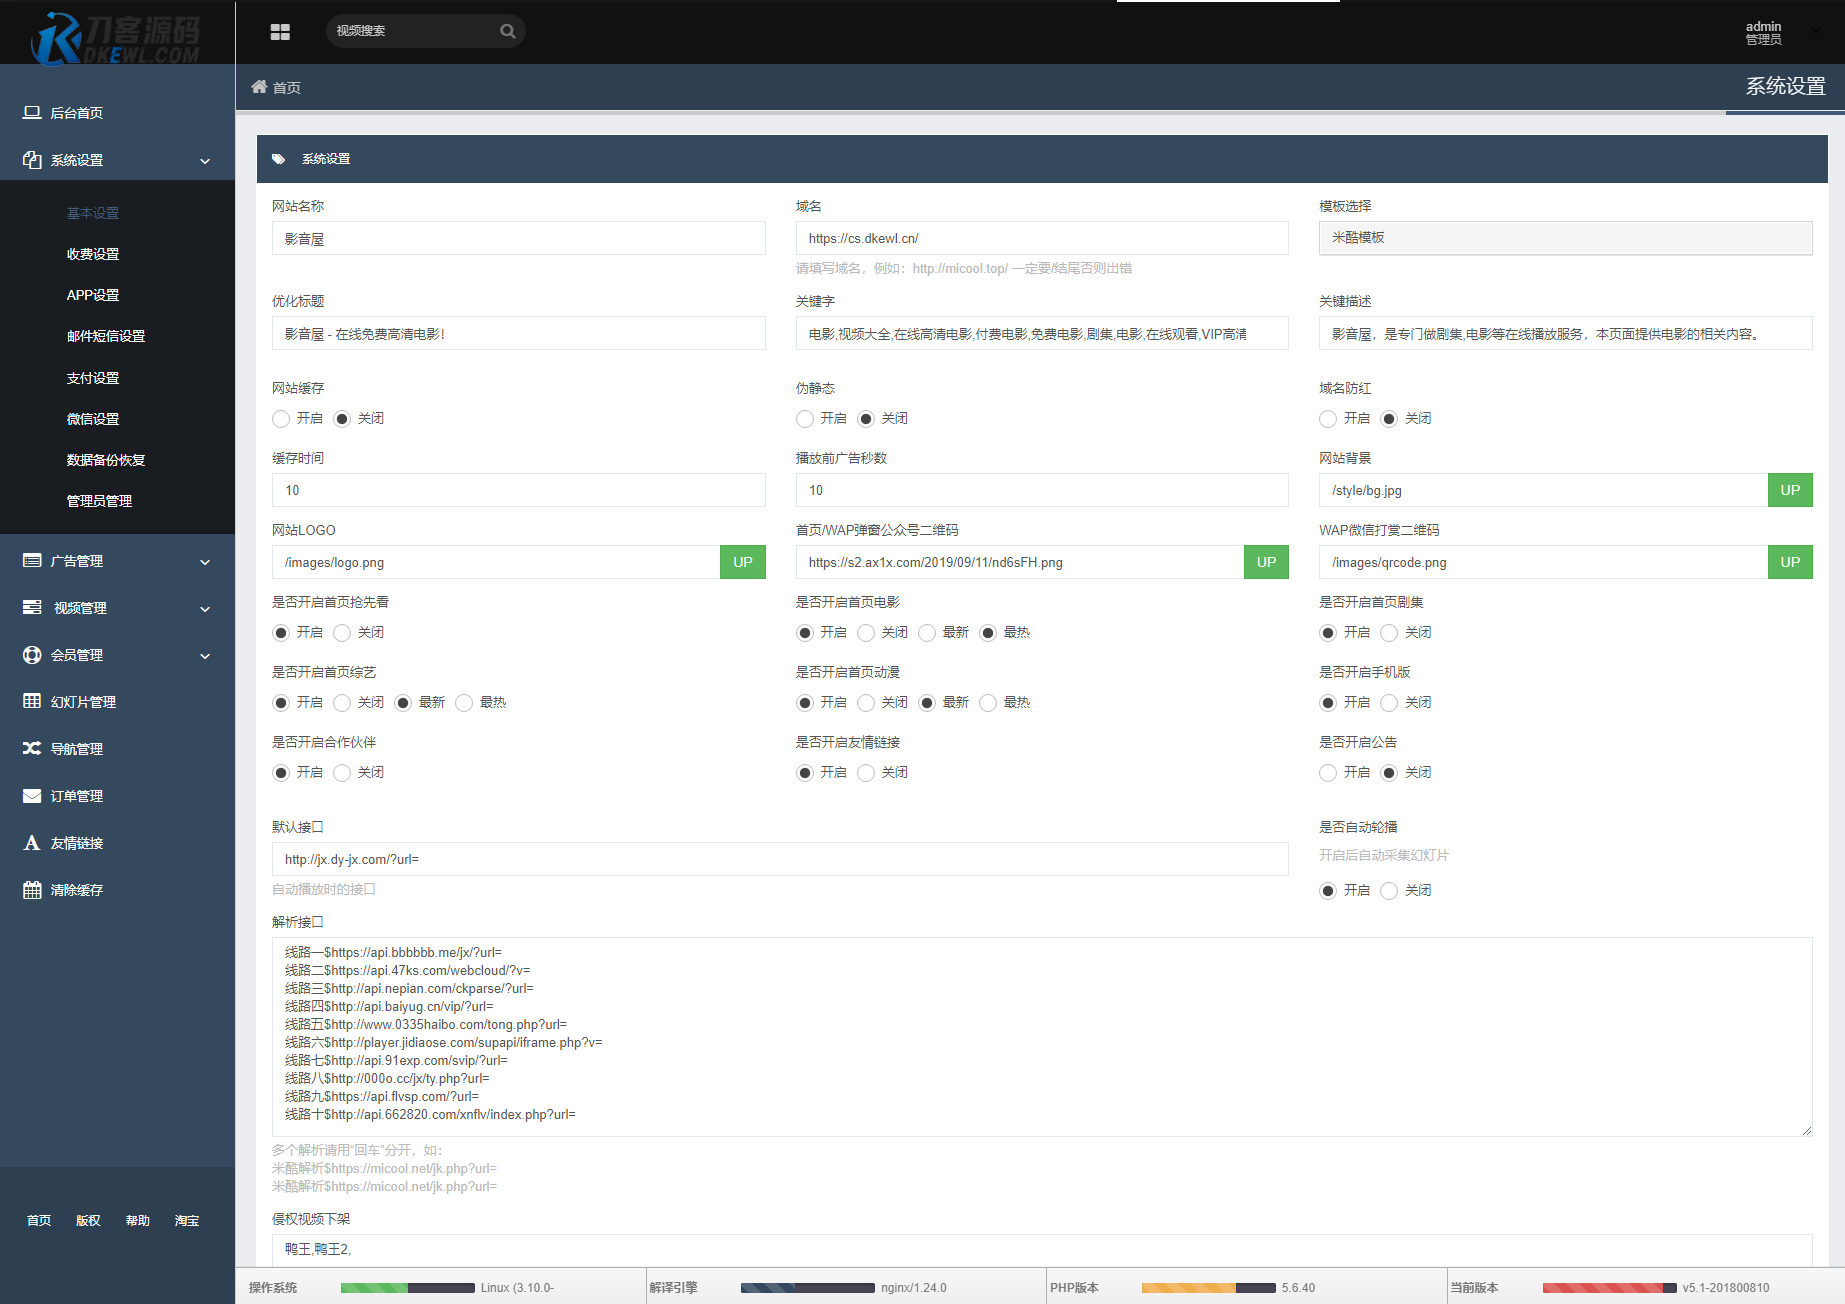 刀客源码
DKEWL.COM
视频搜索
admin
管理员
首页
系统设置
后台首页
系统设置
基本设置
收费设置
APP设置
邮件短信设置
支付设置
微信设置
数据备份恢复
管理员管理
广告管理
视频管理
会员管理
幻灯片管理
导航管理
订单管理
友情链接
清除缓存
首页 版权 帮助 淘宝
系统设置
网站名称 域名 模板选择
影音屋 https://cs.dkewl.cn/ 米酷模板
请填写域名，例如：http://micool.top/ 一定要/结尾否则出错
优化标题 关键字 关键描述
影音屋 - 在线免费高清电影! 电影,视频大全,在线高清电影,付费电影,免费电影,剧集,电影,在线观看,VIP高清 影音屋，是专门做剧集,电影等在线播放服务，本页面提供电影的相关内容。
网站缓存 伪静态 域名防红
开启 关闭 开启 关闭 开启 关闭
缓存时间 播放前广告秒数 网站背景
10 10 /style/bg.jpg UP
网站LOGO 首页/WAP弹窗公众号二维码 WAP微信打赏二维码
/images/logo.png UP https://s2.ax1x.com/2019/09/11/nd6sFH.png UP /images/qrcode.png UP
是否开启首页抢先看 是否开启首页电影 是否开启首页剧集
开启 关闭 开启 关闭 最新 最热 开启 关闭
是否开启首页综艺 是否开启首页动漫 是否开启手机版
开启 关闭 最新 最热 开启 关闭 最新 最热 开启 关闭
是否开启合作伙伴 是否开启友情链接 是否开启公告
开启 关闭 开启 关闭 开启 关闭
默认接口 是否自动轮播
http://jx.dy-jx.com/?url= 开启后自动采集幻灯片
自动播放时的接口 开启 关闭
解析接口
线路一$https://api.bbbbbb.me/jx/?url=
线路二$https://api.47ks.com/webcloud/?v=
线路三$http://api.nepian.com/ckparse/?url=
线路四$http://api.baiyug.cn/vip/?url=
线路五$http://www.0335haibo.com/tong.php?url=
线路六$http://player.jidiaose.com/supapi/iframe.php?v=
线路七$http://api.91exp.com/svip/?url=
线路八$http://000o.cc/jx/ty.php?url=
线路九$https://api.flvsp.com/?url=
线路十$http://api.662820.com/xnflv/index.php?url=
多个解析请用“回车”分开，如：
米酷解析$https://micool.net/jk.php?url=
米酷解析$https://micool.net/jk.php?url=
侵权视频下架
鸭王,鸭王2,
操作系统 Linux (3.10.0- 解译引擎 nginx/1.24.0 PHP版本 5.6.40 当前版本 v5.1-201800810